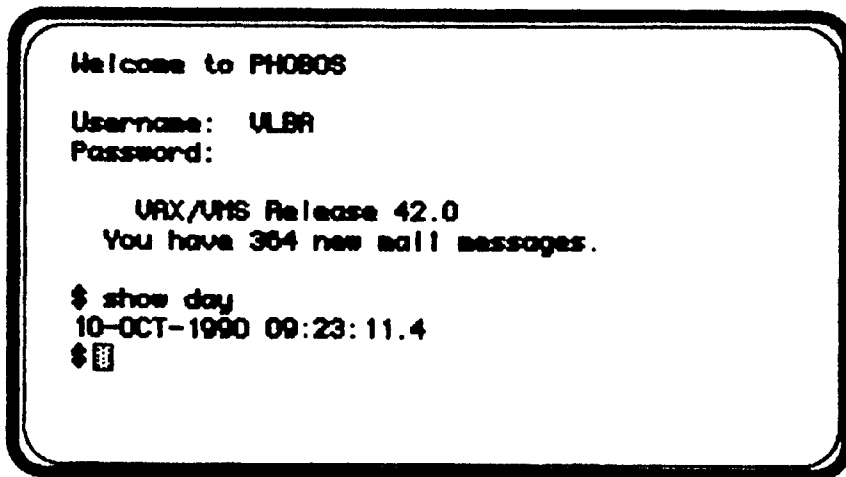 Welcome to PHOBOS
Username: VLBA
Password:
VAX/VMS Release 42.0
You have 364 new mail messages.
$ show day
10-OCT-1990 09:23:11.4
$